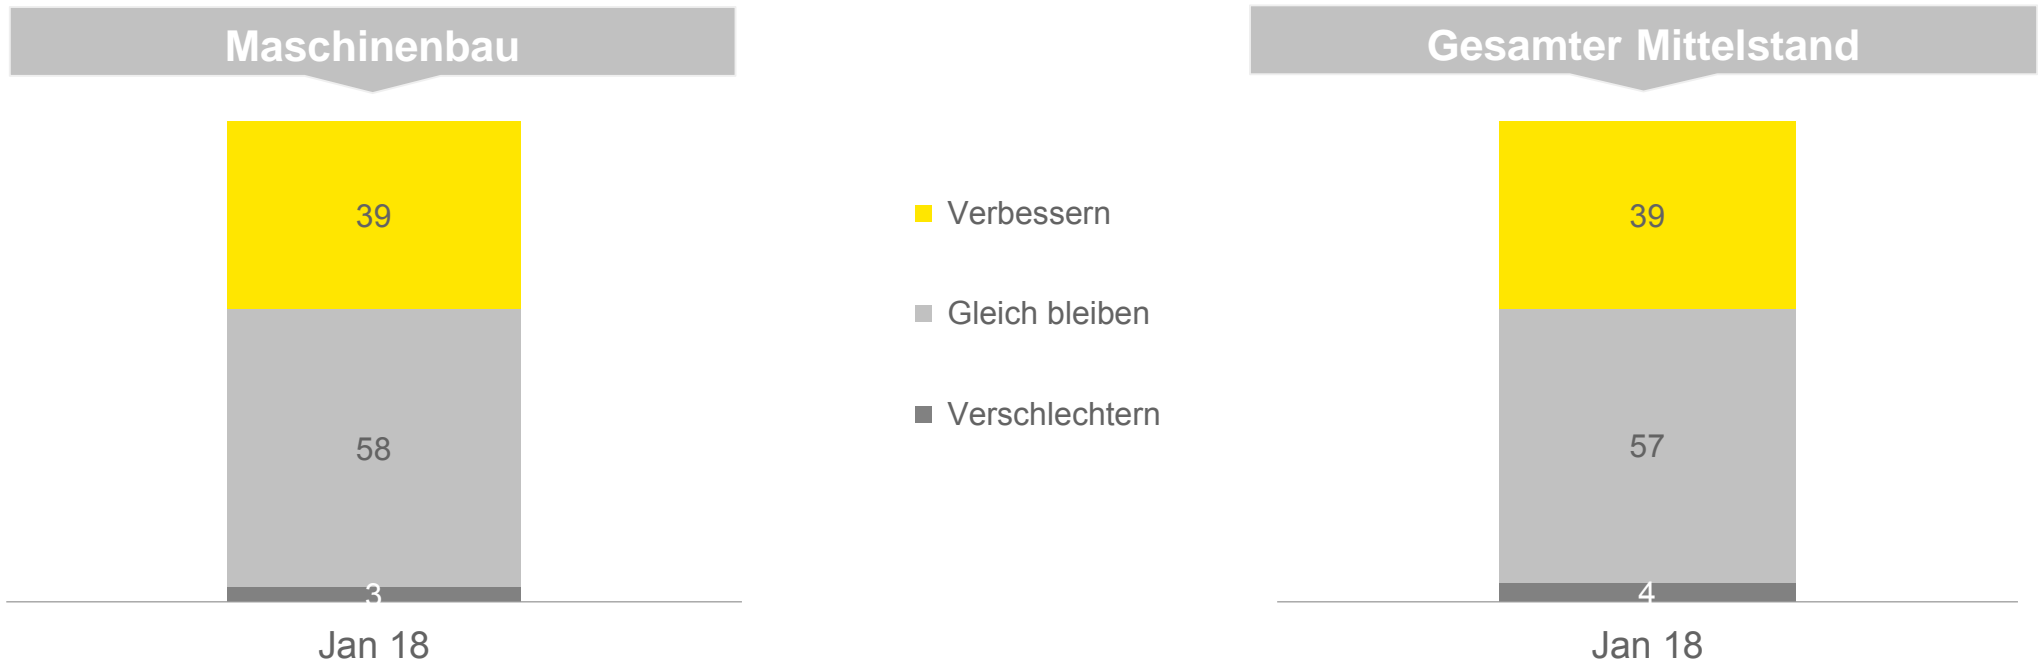 Maschinenbau
39
58
3
Jan 18
Verbessern
Gleich bleiben
Verschlechtern
Gesamter Mittelstand
39
57
4
Jan 18